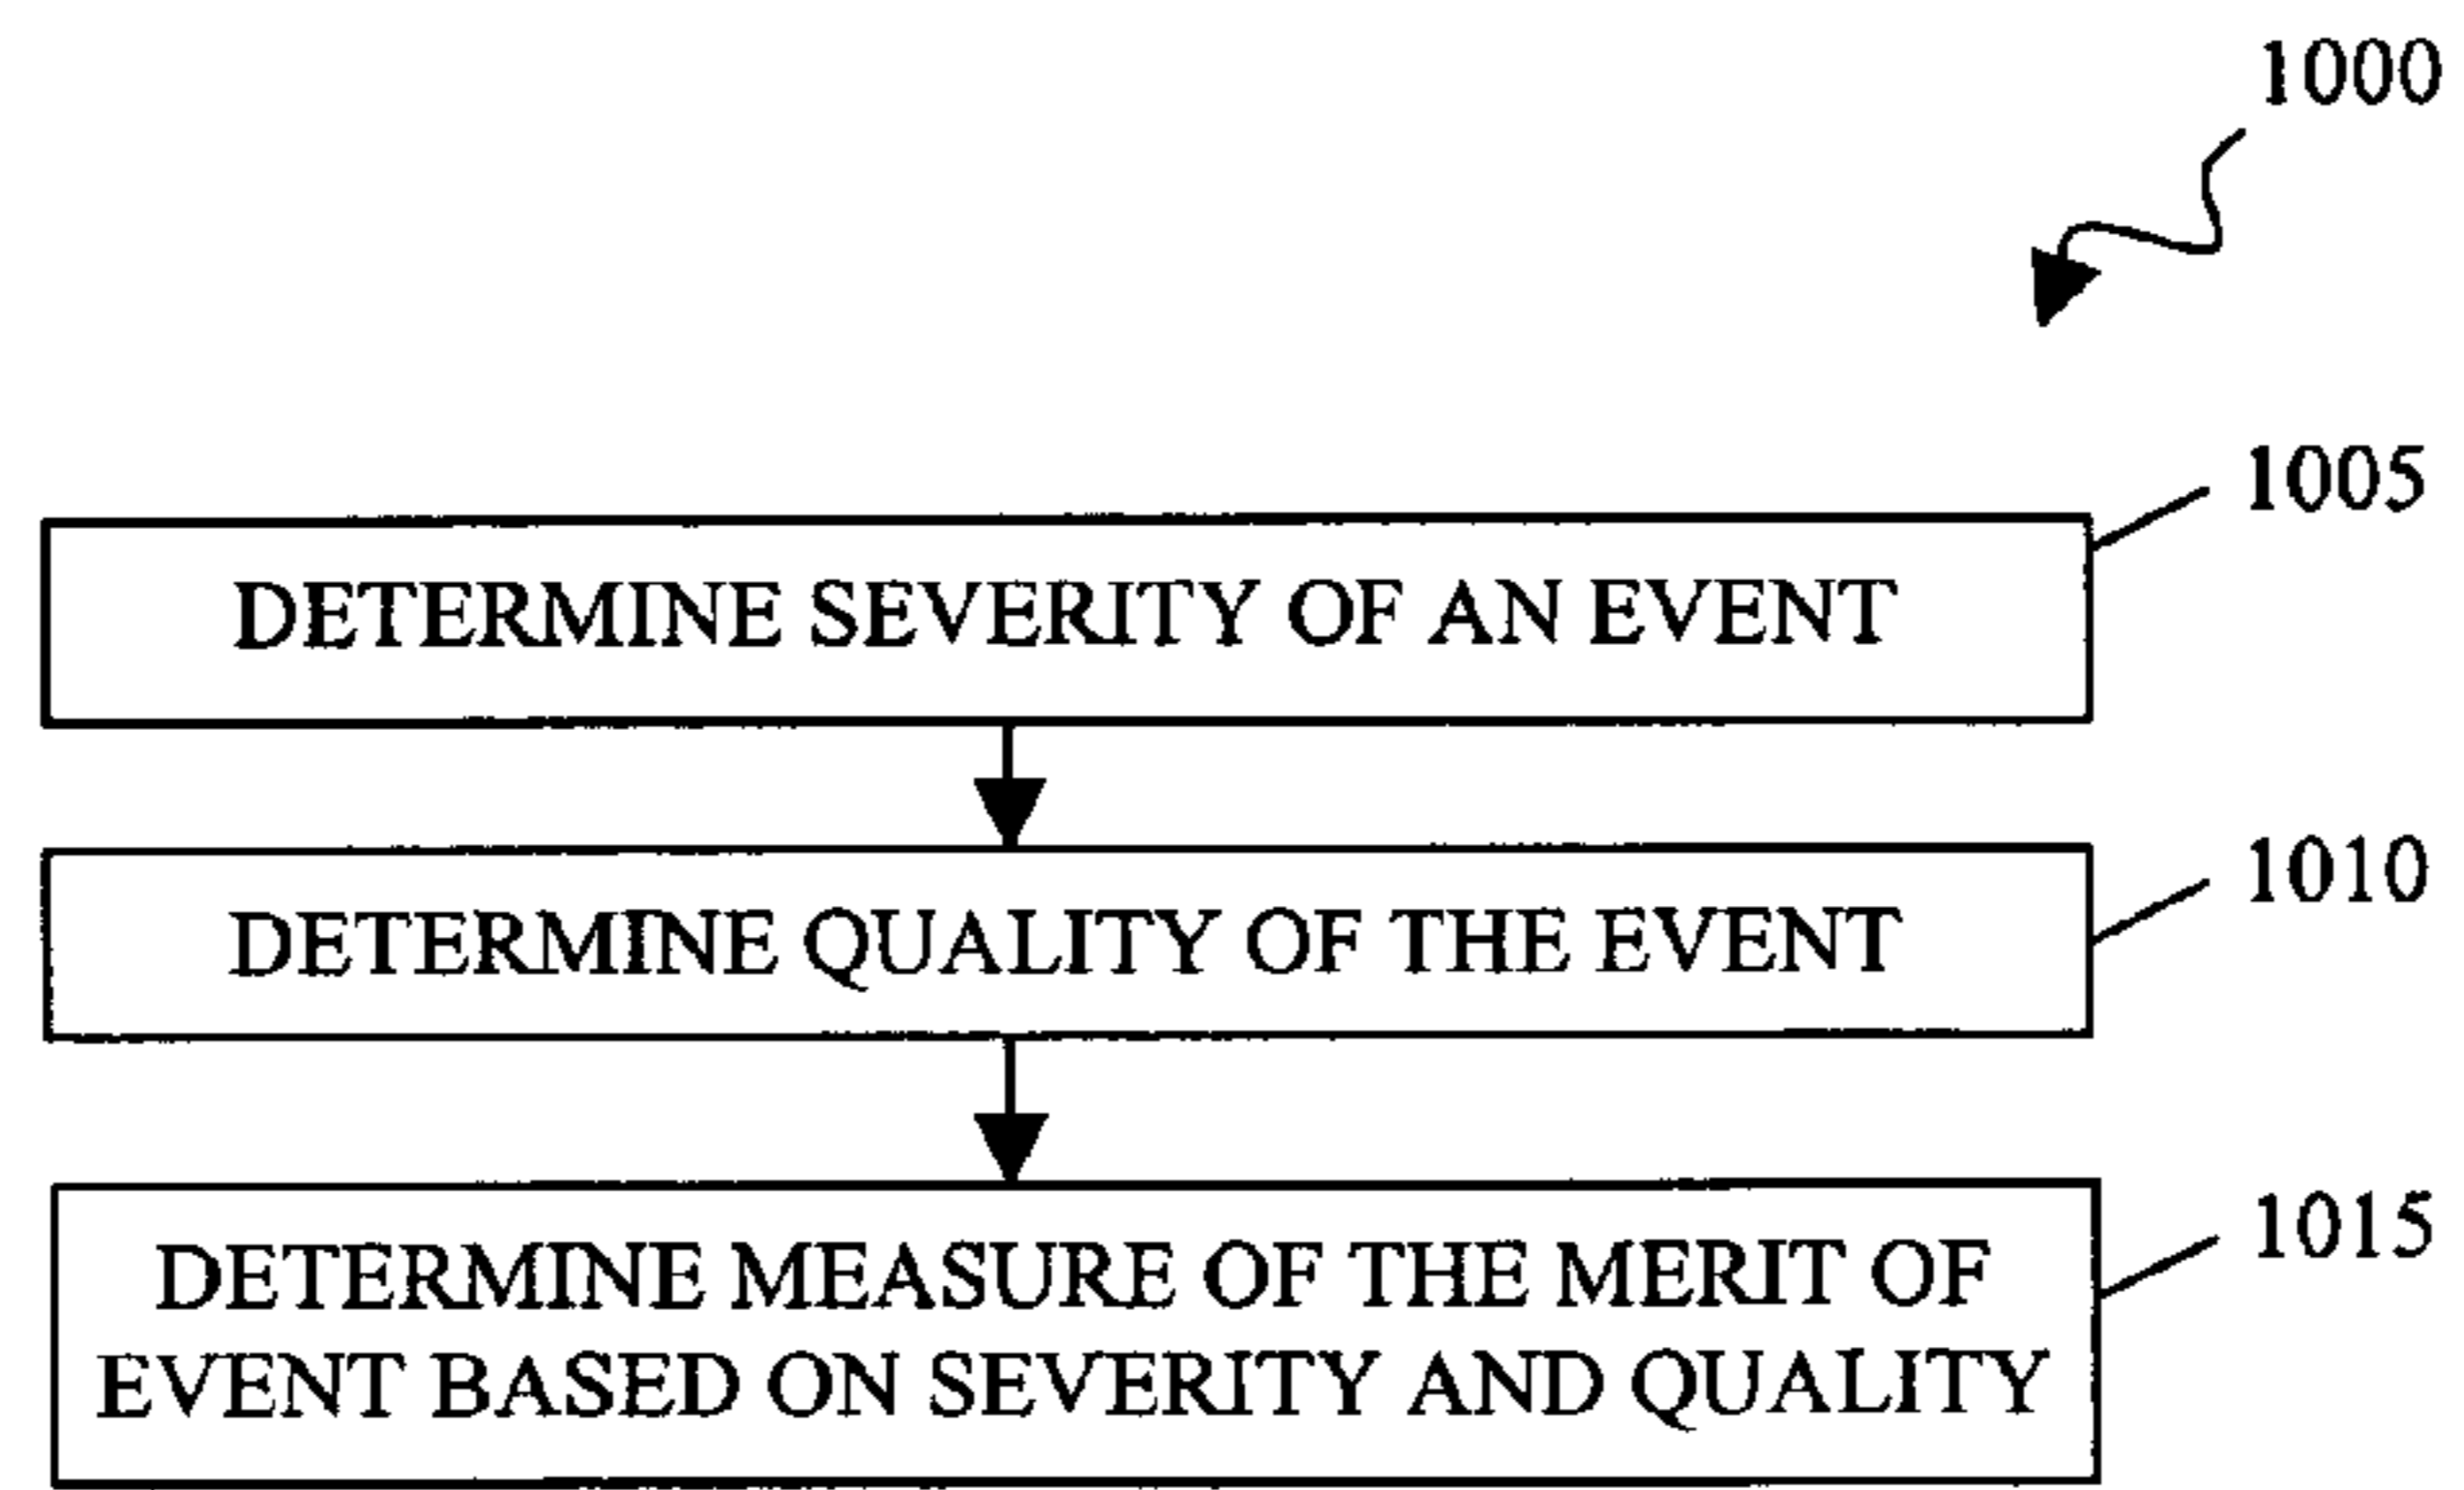 1000
1005
DETERMINE SEVERITY OF AN EVENT
1010
DETERMINE QUALITY OF THE EVENT
1015
DETERMINE MEASURE OF THE MERIT OF
EVENT BASED ON SEVERITY AND QUALITY